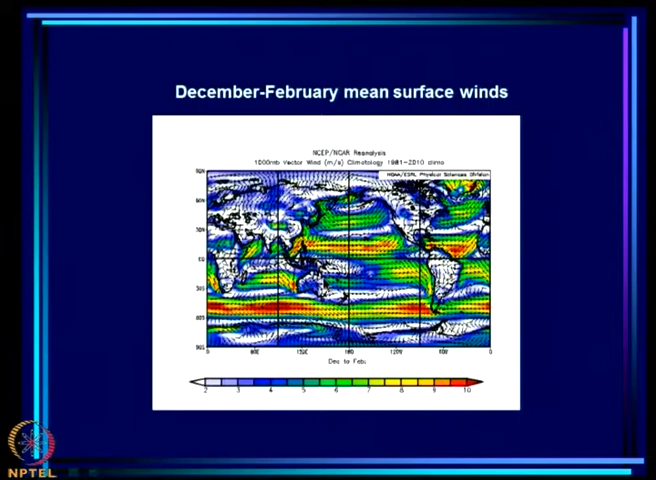 December-February mean surface winds
NCEP/NCAR Reanalysis
1000mb Vector Wind (m/s) Climatology 1981-2010 climo
NOAA/ESRL Physical Sciences Division
90N
60N
30N
EQ
30S
60S
90S
0 60E 120E 180 120W 60W 0
Dec to Feb:
2 3 4 5 6 7 8 9 10
NPTEL